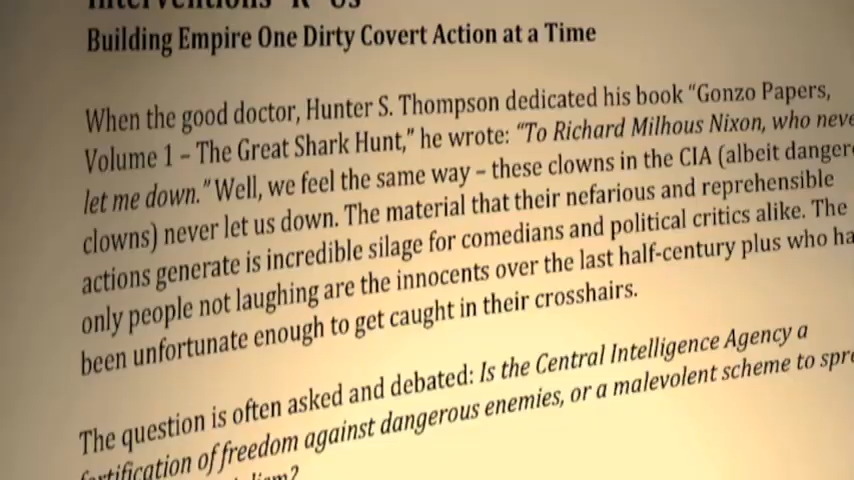 Interventions "R" Us
Building Empire One Dirty Covert Action at a Time
When the good doctor, Hunter S. Thompson dedicated his book “Gonzo Papers,
Volume 1 – The Great Shark Hunt,” he wrote: “To Richard Milhous Nixon, who neve
let me down.” Well, we feel the same way – these clowns in the CIA (albeit danger
clowns) never let us down. The material that their nefarious and reprehensible
actions generate is incredible silage for comedians and political critics alike. The
only people not laughing are the innocents over the last half-century plus who ha
been unfortunate enough to get caught in their crosshairs.
The question is often asked and debated: Is the Central Intelligence Agency a
fortification of freedom against dangerous enemies, or a malevolent scheme to spre